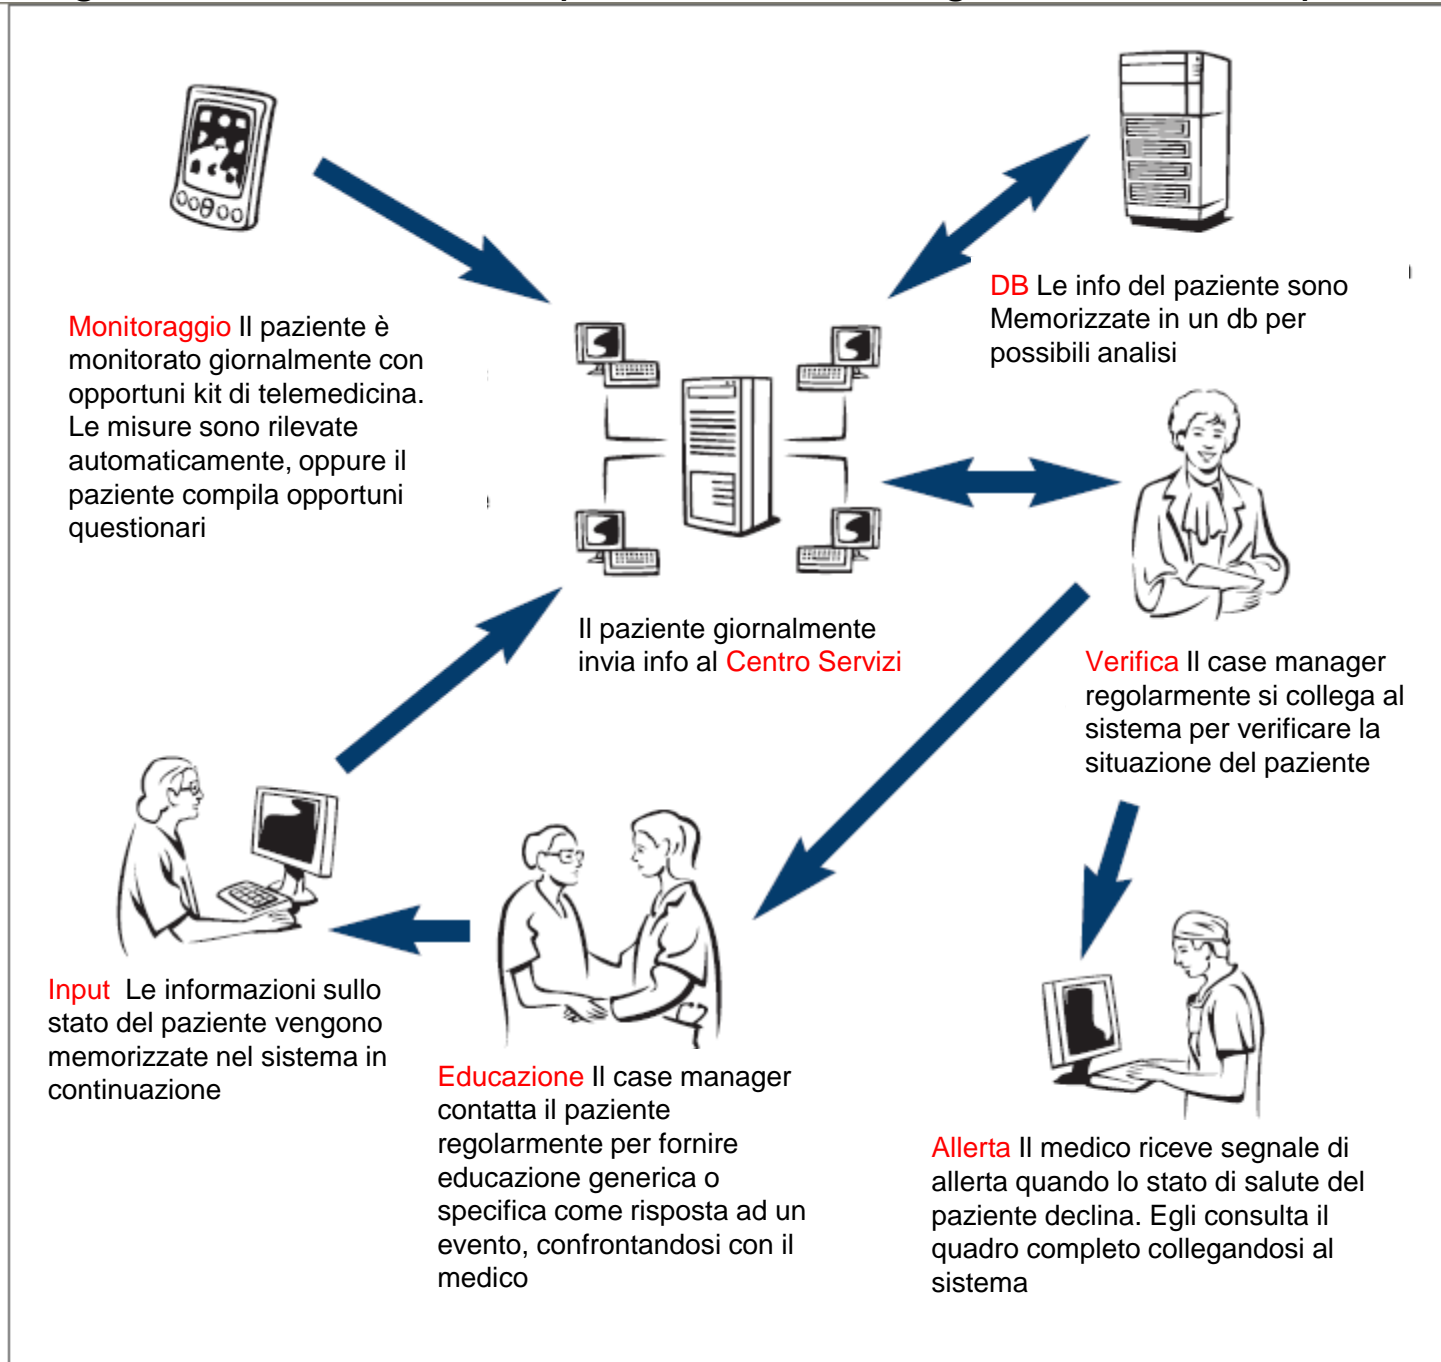 Monitoraggio Il paziente è
monitorato giornalmente con
opportuni kit di telemedicina.
Le misure sono rilevate
automaticamente, oppure il
paziente compila opportuni
questionari
DB Le info del paziente sono
Memorizzate in un db per
possibili analisi
Il paziente giornalmente
invia info al Centro Servizi
Verifica Il case manager
regolarmente si collega al
sistema per verificare la
situazione del paziente
Input Le informazioni sullo
stato del paziente vengono
memorizzate nel sistema in
continuazione
Educazione Il case manager
contatta il paziente
regolarmente per fornire
educazione generica o
specifica come risposta ad un
evento, confrontandosi con il
medico
Allerta Il medico riceve segnale di
allerta quando lo stato di salute del
paziente declina. Egli consulta il
quadro completo collegandosi al
sistema